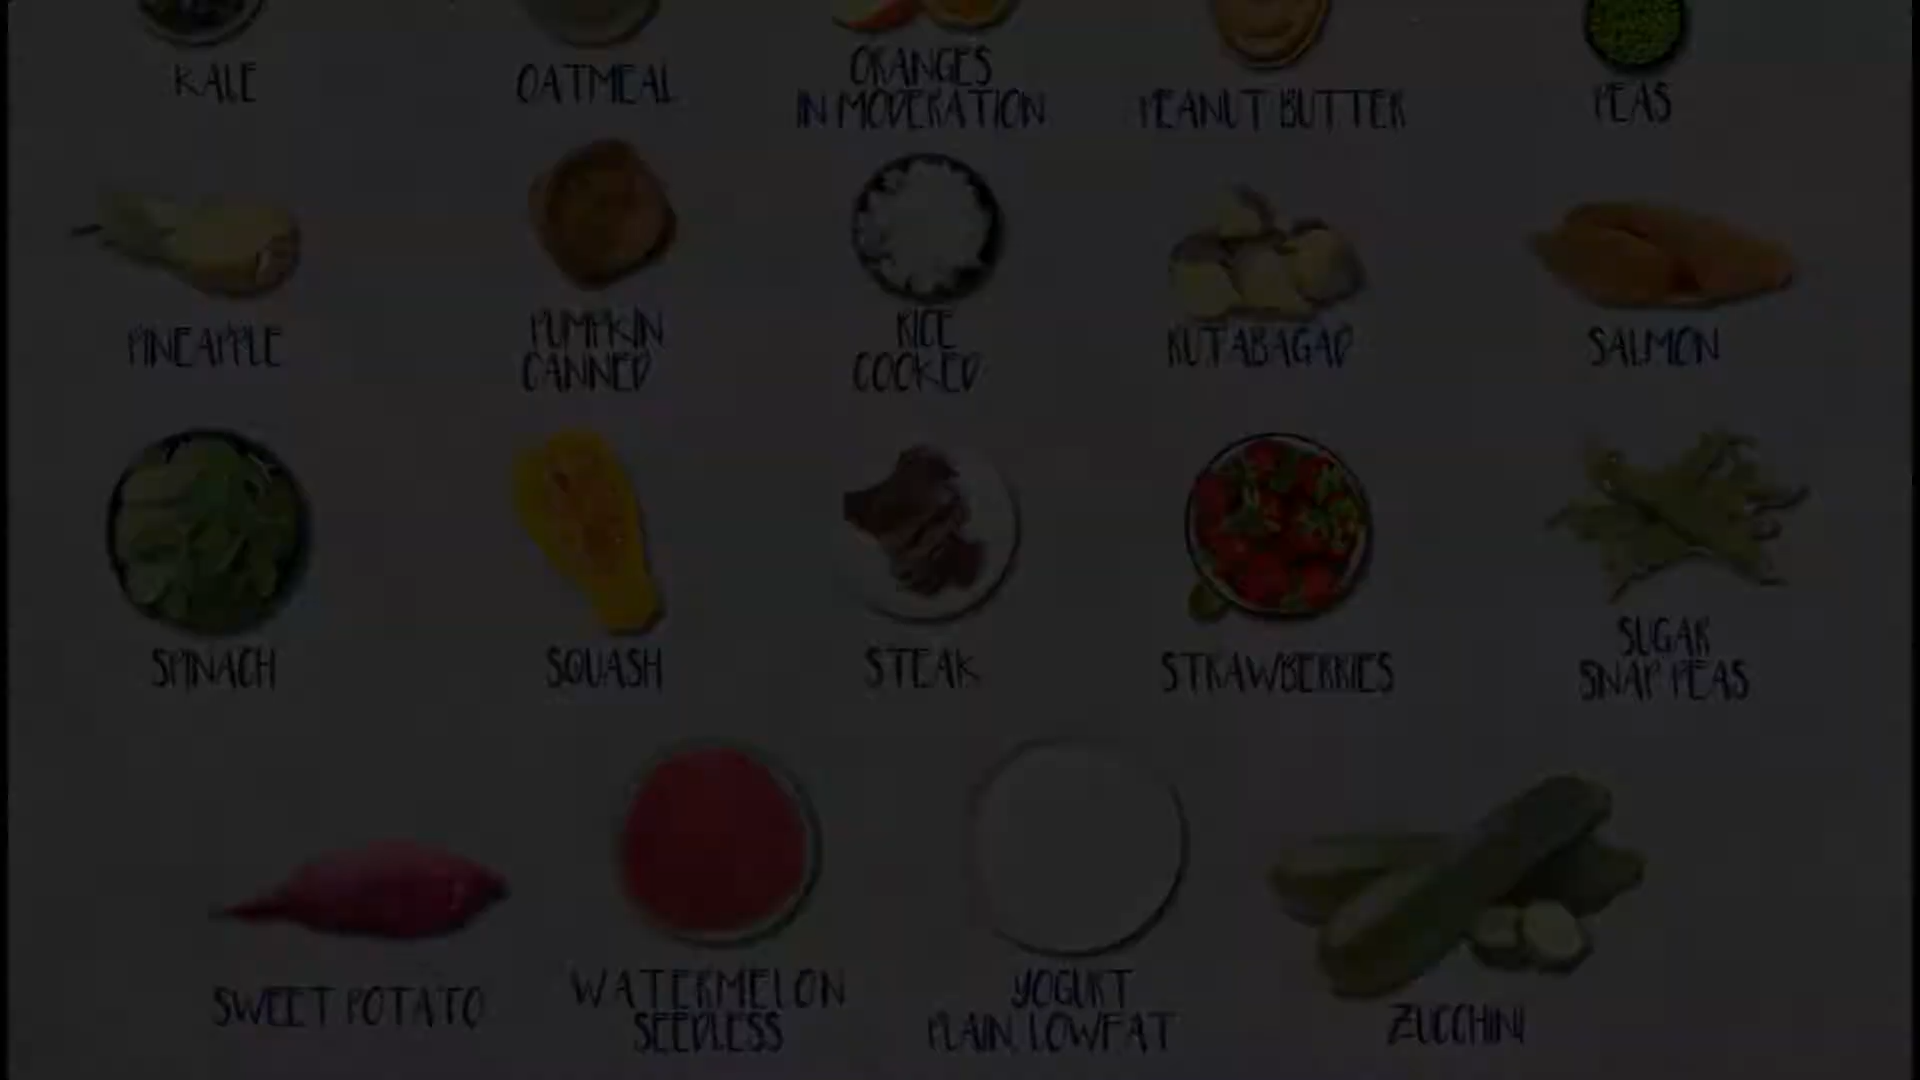 KALE
OATMEAL
ORANGES
IN MODERATION
PEANUT BUTTER
PEAS
PINEAPPLE
PUMPKIN
CANNED
RICE
COOKED
RUTABAGAD
SALMON
SPINACH
SQUASH
STEAK
STRAWBERRIES
SUGAR
SNAP PEAS
SWEET POTATO
WATERMELON
SEEDLESS
YOGURT
PLAIN, LOWFAT
ZUCCHINI